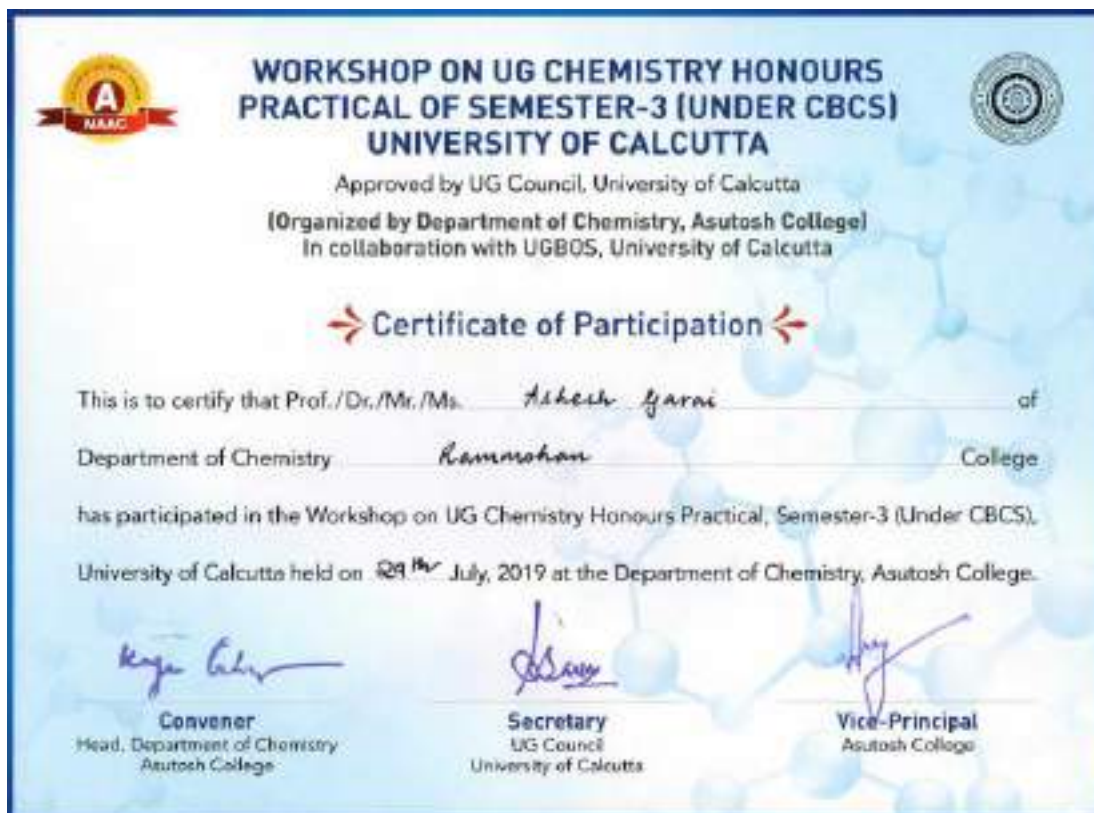 A
NAAC
WORKSHOP ON UG CHEMISTRY HONOURS
PRACTICAL OF SEMESTER-3 (UNDER CBCS)
UNIVERSITY OF CALCUTTA
Approved by UG Council, University of Calcutta
(Organized by Department of Chemistry, Asutosh College)
In collaboration with UGBOS, University of Calcutta
Certificate of Participation
This is to certify that Prof./Dr./Mr./Ms. Ashesh Garai of
Department of Chemistry Rammohan College
has participated in the Workshop on UG Chemistry Honours Practical, Semester-3 (Under CBCS),
University of Calcutta held on 29th July, 2019 at the Department of Chemistry, Asutosh College.
Convener
Head, Department of Chemistry
Asutosh College
Secretary
UG Council
University of Calcutta
Vice-Principal
Asutosh College